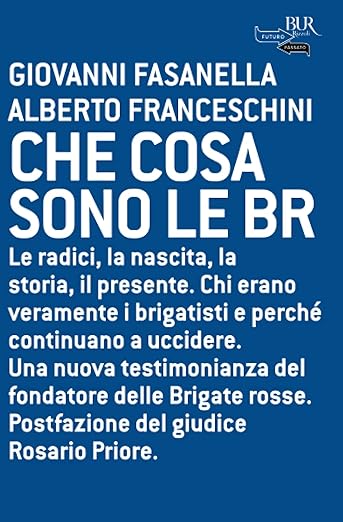 BUR
Rizzoli
FUTURO
PASSATO
GIOVANNI FASANELLA
ALBERTO FRANCESCHINI
CHE COSA
SONO LE BR
Le radici, la nascita, la
storia, il presente. Chi erano
veramente i brigatisti e perché
continuano a uccidere.
Una nuova testimonianza del
fondatore delle Brigate rosse.
Postfazione del giudice
Rosario Priore.